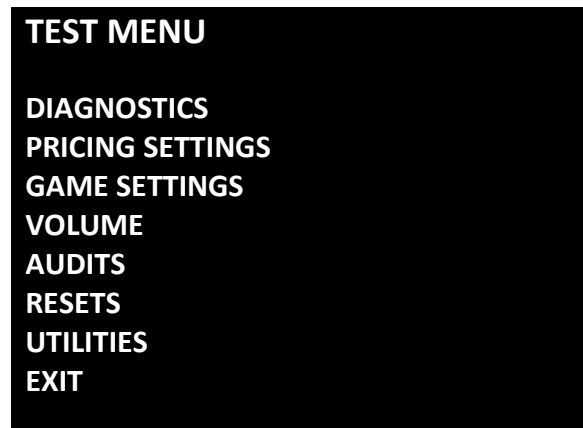 TEST MENU
DIAGNOSTICS
PRICING SETTINGS
GAME SETTINGS
VOLUME
AUDITS
RESETS
UTILITIES
EXIT